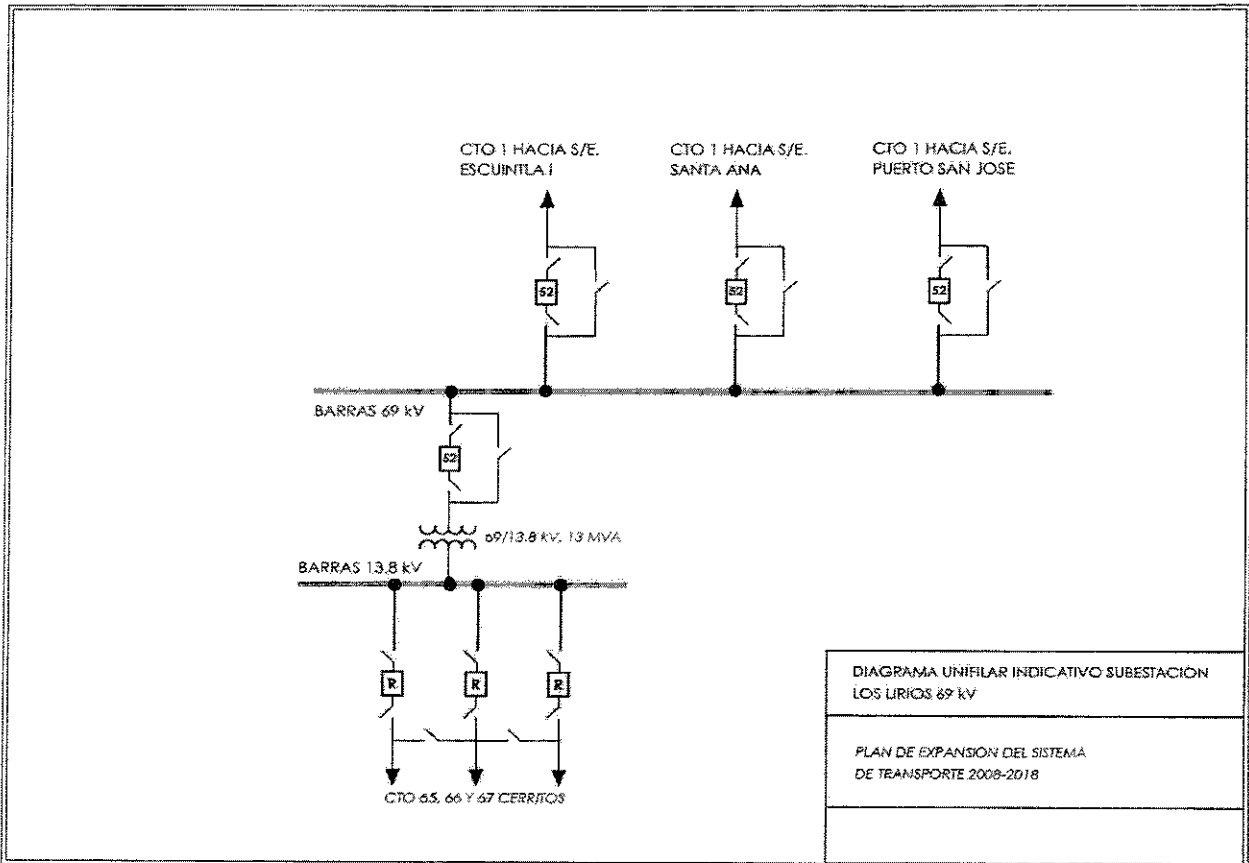 CTO 1 HACIA S/E.
ESCUINTLA I
CTO 1 HACIA S/E.
SANTA ANA
CTO 1 HACIA S/E.
PUERTO SAN JOSE
52
52
52
BARRAS 69 kV
52
69/13.8 kV, 13 MVA
BARRAS 13.8 kV
R
R
R
CTO 65, 66 Y 67 CERRITOS
DIAGRAMA UNIFILAR INDICATIVO SUBESTACION
LOS LIRIOS 69 kV
PLAN DE EXPANSION DEL SISTEMA
DE TRANSPORTE 2008-2018